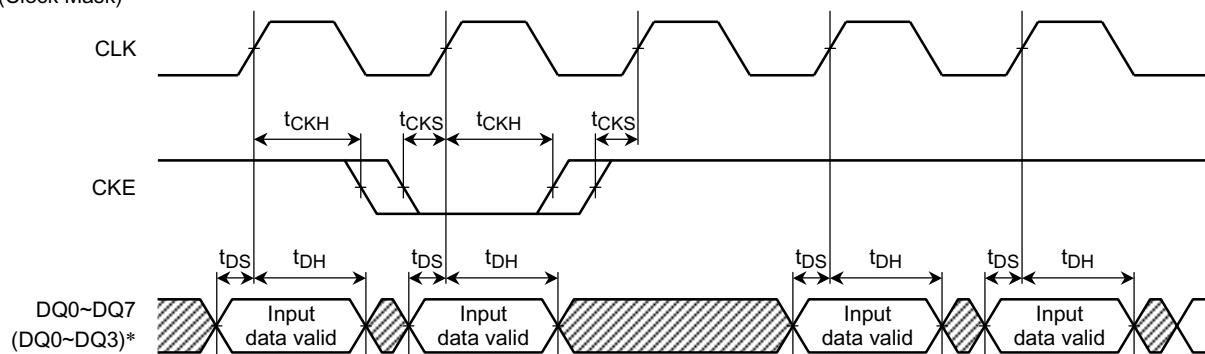 (Clock Mask)
CLK
tCKH tCKS tCKH tCKS
CKE
tDS tDH tDS tDH tDS tDH tDS tDH
DQ0~DQ7
(DQ0~DQ3)*
Input
data valid
Input
data valid
Input
data valid
Input
data valid